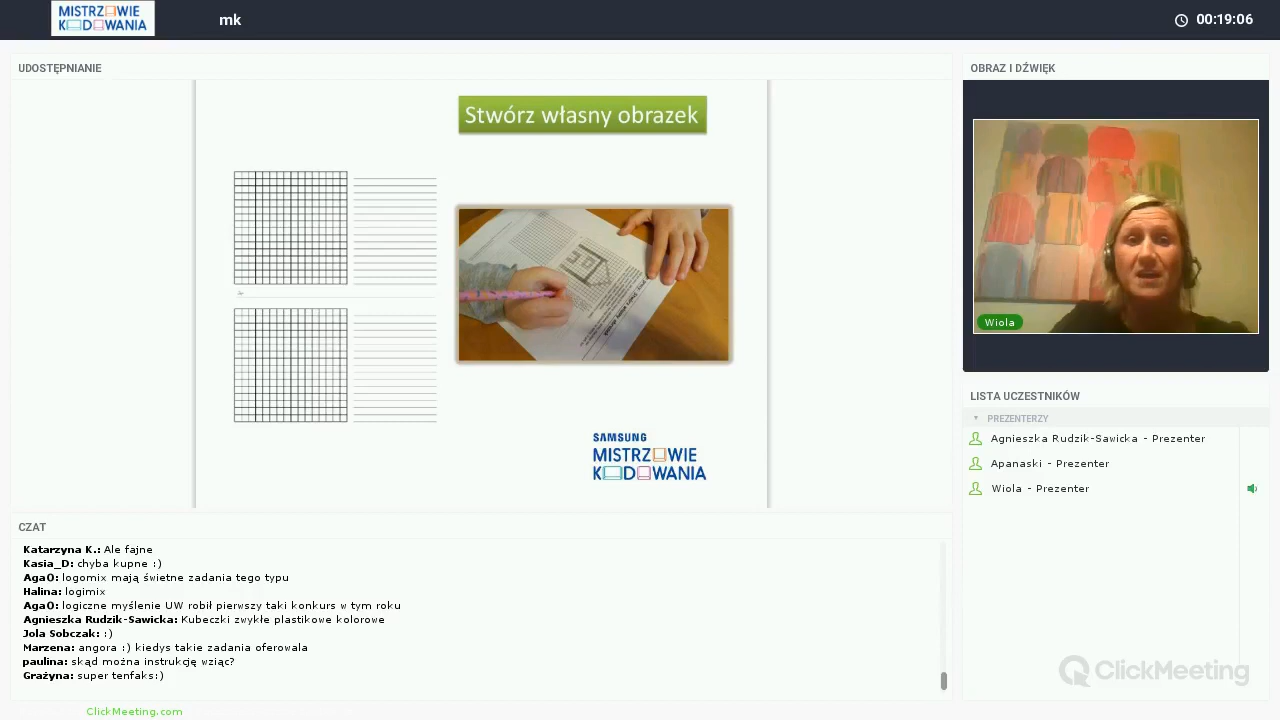 MISTRZOWIE
KODOWANIA
mk
00:19:06
UDOSTĘPNIANIE
OBRAZ I DŹWIĘK
Stwórz własny obrazek
SAMSUNG
MISTRZOWIE
KODOWANIA
Wiola
LISTA UCZESTNIKÓW
PREZENTERZY
Agnieszka Rudzik-Sawicka - Prezenter
Apanaski - Prezenter
Wiola - Prezenter
CZAT
Katarzyna K.: Ale fajne
Kasia_D: chyba kupne :)
AgaO: logomix mają świetne zadania tego typu
Halina: logimix
AgaO: logiczne myślenie UW robił pierwszy taki konkurs w tym roku
Agnieszka Rudzik-Sawicka: Kubeczki zwykłe plastikowe kolorowe
Jola Sobczak: :)
Marzena: angora :) kiedys takie zadania oferowala
paulina: skąd można instrukcję wziąc?
Grażyna: super tenfaks:)
ClickMeeting
ClickMeeting.com